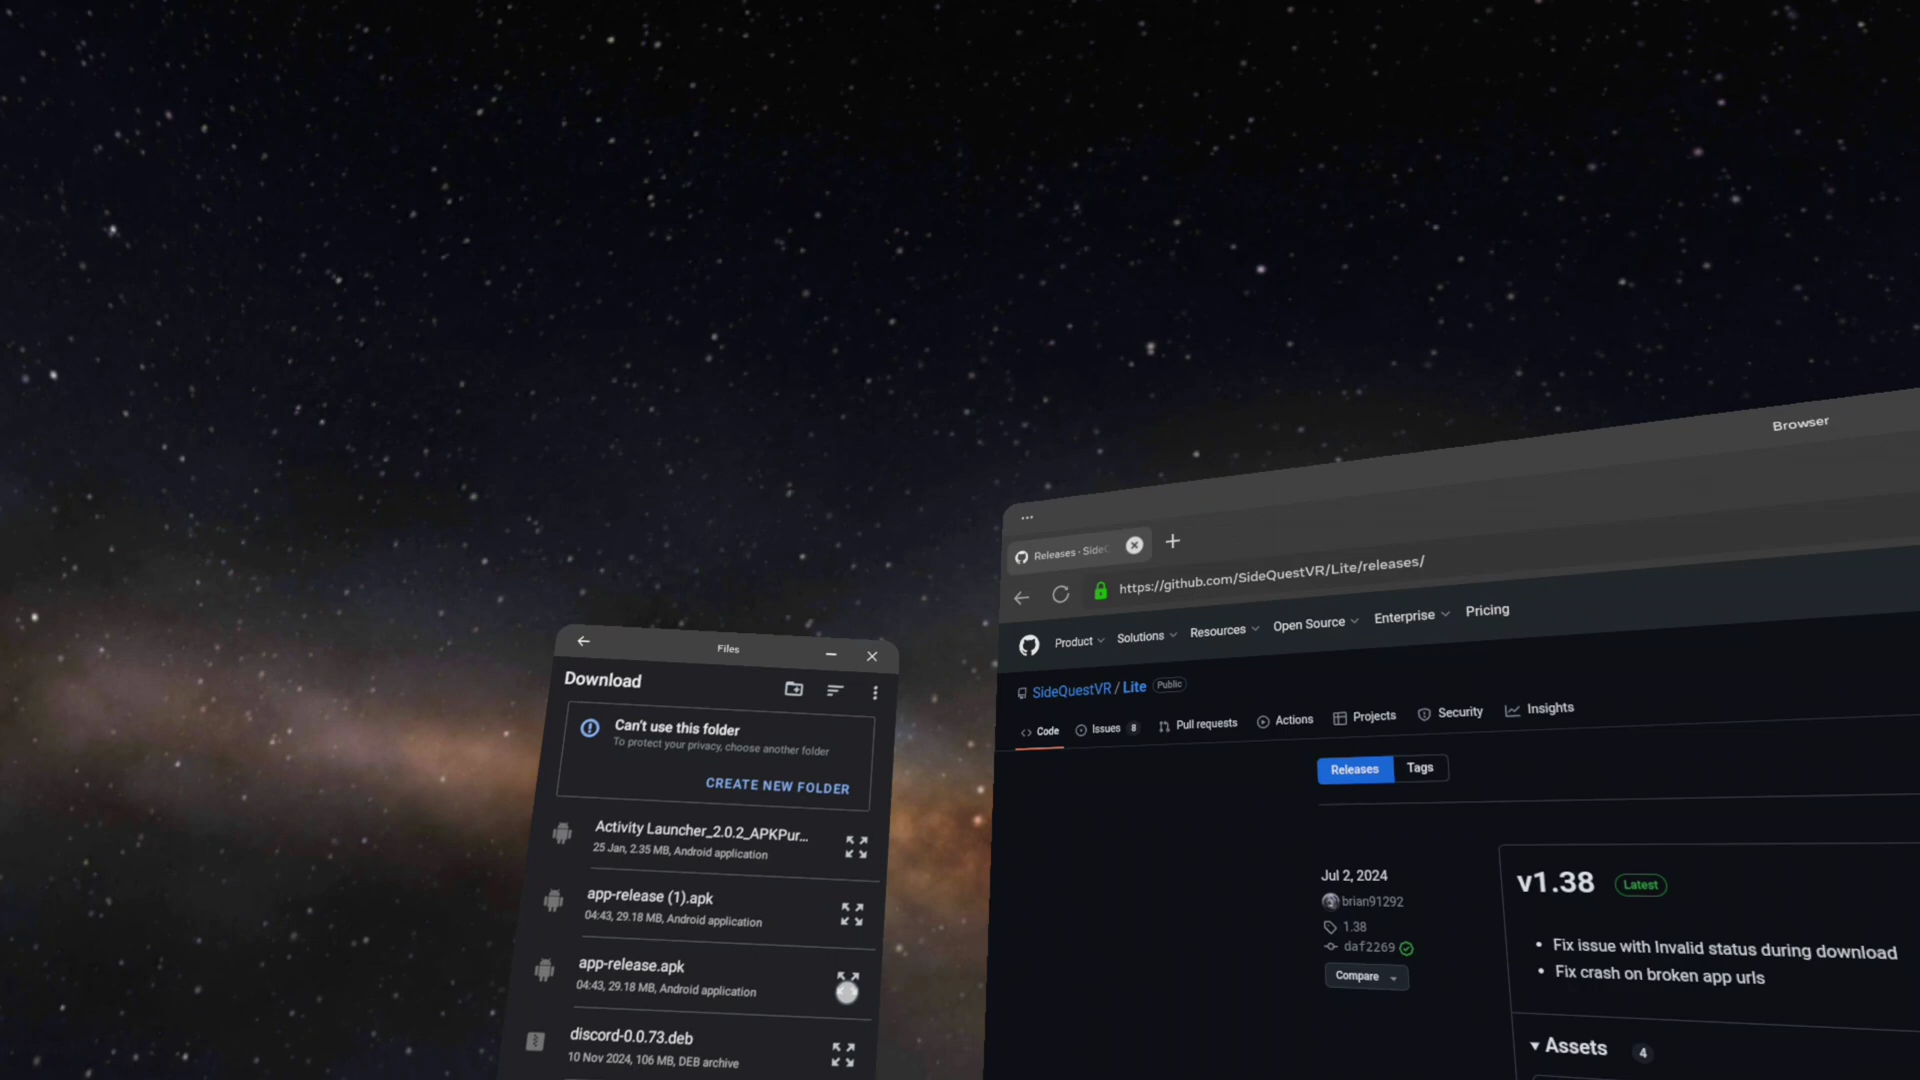 Files
Download
Can't use this folder
To protect your privacy, choose another folder
CREATE NEW FOLDER
Activity Launcher_2.0.2_APKPur...
25 Jan, 2.35 MB, Android application
app-release (1).apk
04:43, 29.18 MB, Android application
app-release.apk
04:43, 29.18 MB, Android application
discord-0.0.73.deb
10 Nov 2024, 106 MB, DEB archive
Browser
Releases · SideQ
https://github.com/SideQuestVR/Lite/releases/
Product Solutions Resources Open Source Enterprise Pricing
SideQuestVR / Lite Public
Code Issues 8 Pull requests Actions Projects Security Insights
Releases Tags
Jul 2, 2024
brian91292
1.38
daf2269
Compare
v1.38 Latest
• Fix issue with Invalid status during download
• Fix crash on broken app urls
Assets 4